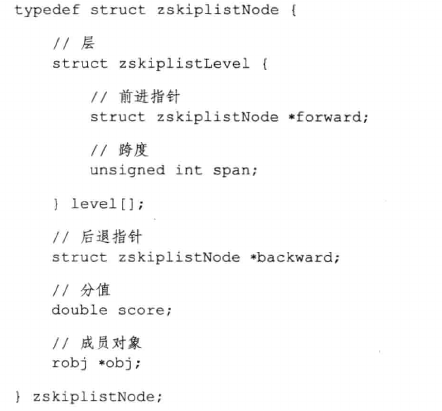 typedef struct zskiplistNode {
// 层
struct zskiplistLevel {
// 前进指针
struct zskiplistNode *forward;
// 跨度
unsigned int span;
} level[];
// 后退指针
struct zskiplistNode *backward;
// 分值
double score;
// 成员对象
robj *obj;
} zskiplistNode;